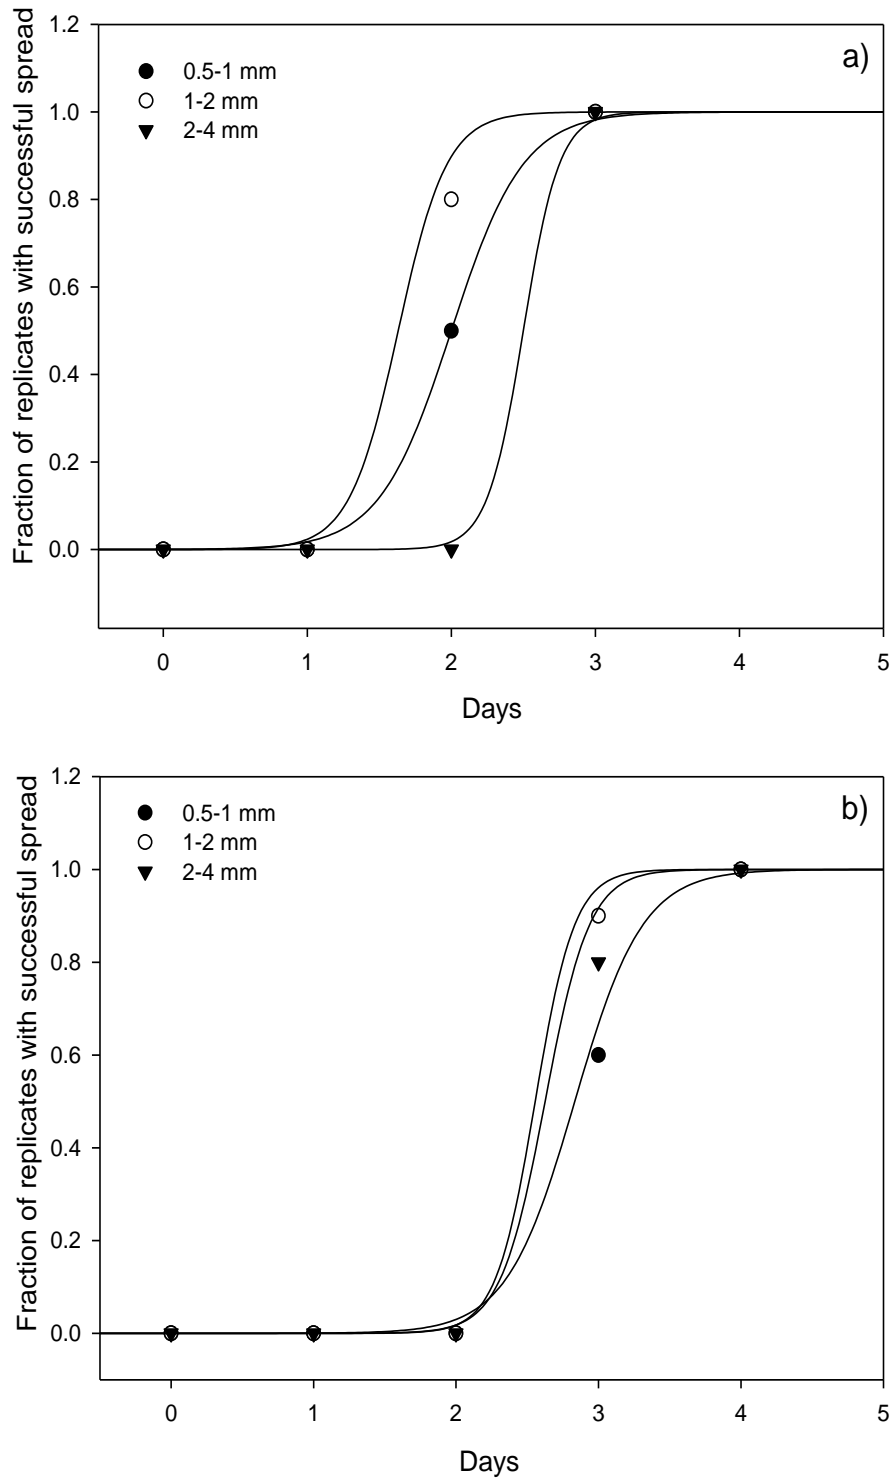 Fraction of replicates with successful spread
1.2
1.0
0.8
0.6
0.4
0.2
0.0
a)
0.5-1 mm
1-2 mm
2-4 mm
0 1 2 3 4 5
Days
Fraction of replicates with successful spread
1.2
1.0
0.8
0.6
0.4
0.2
0.0
b)
0.5-1 mm
1-2 mm
2-4 mm
0 1 2 3 4 5
Days